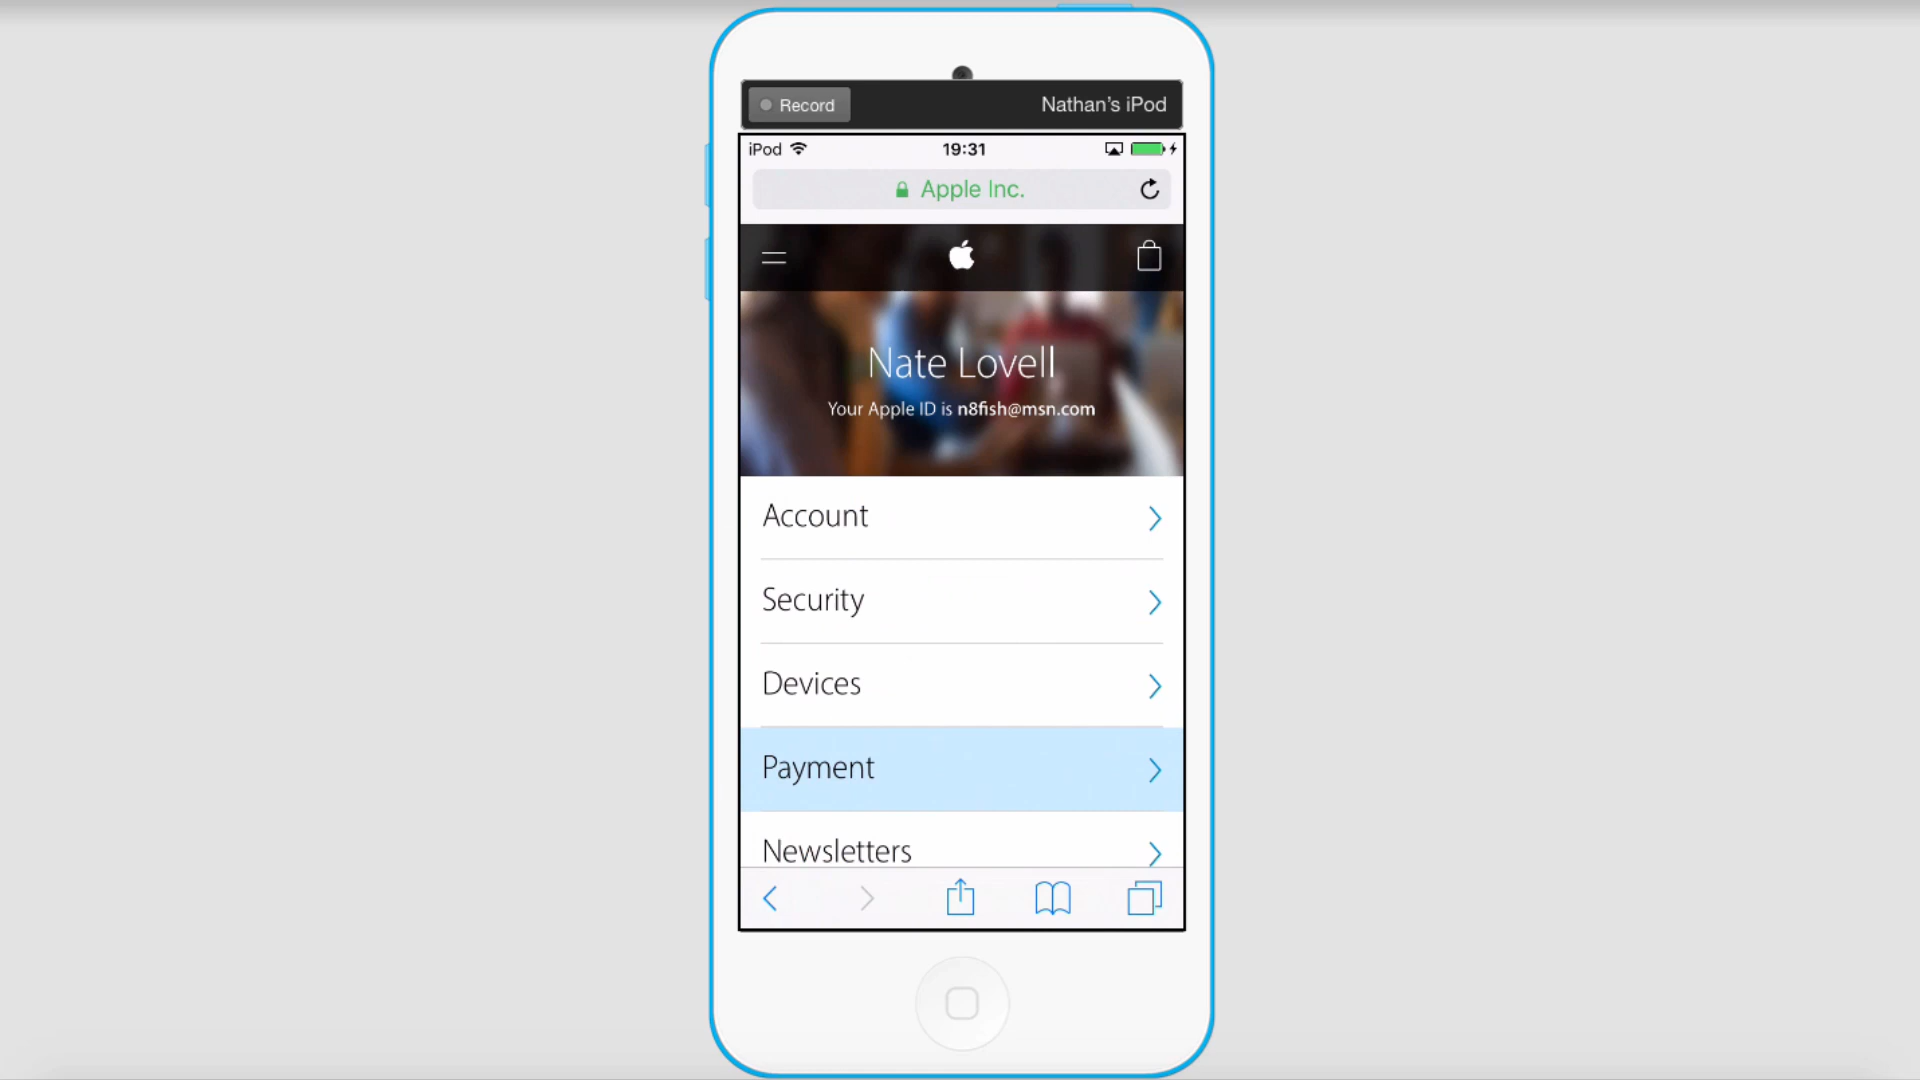 Record
Nathan's iPod
iPod 19:31
Apple Inc.
Nate Lovell
Your Apple ID is n8fish@msn.com
Account
Security
Devices
Payment
Newsletters